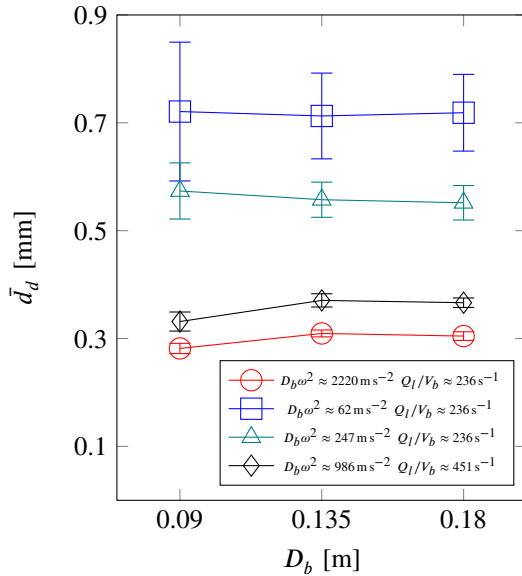 0.9
0.7
0.5
0.3
0.1
d̄_d [mm]
D_bω² ≈ 2220 m s⁻² Q_l/V_b ≈ 236 s⁻¹
D_bω² ≈ 62 m s⁻² Q_l/V_b ≈ 236 s⁻¹
D_bω² ≈ 247 m s⁻² Q_l/V_b ≈ 236 s⁻¹
D_bω² ≈ 986 m s⁻² Q_l/V_b ≈ 451 s⁻¹
0.09 0.135 0.18
D_b [m]